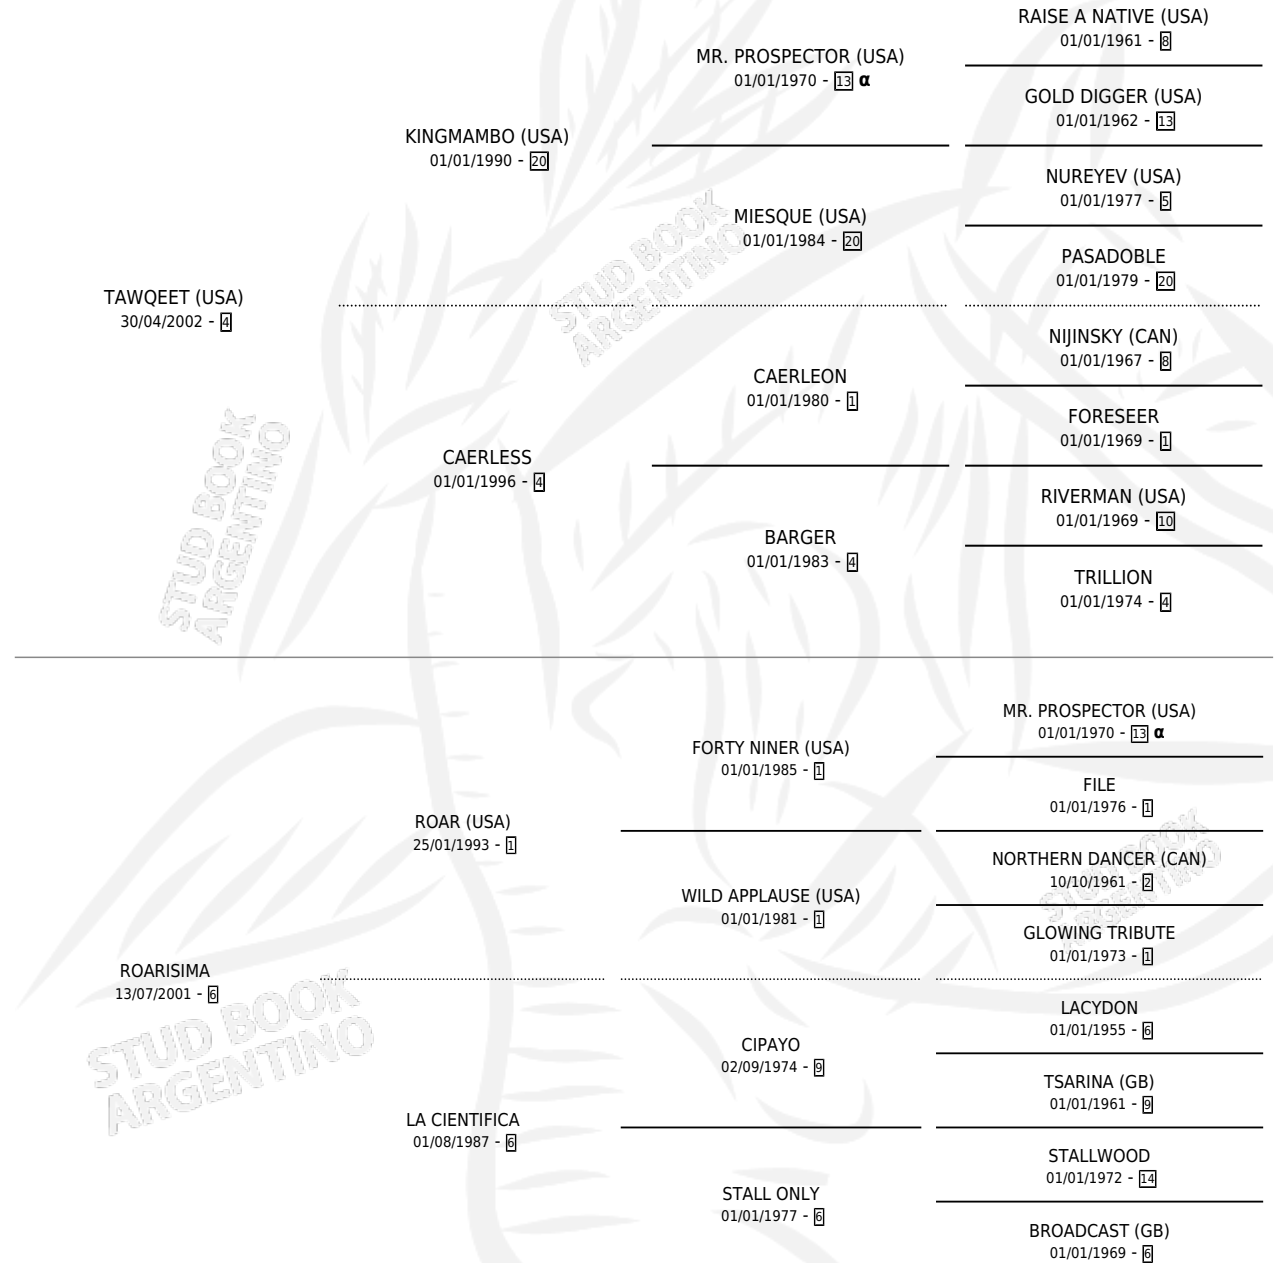 RAISE A NATIVE (USA)
01/01/1961 - 8
MR. PROSPECTOR (USA)
01/01/1970 - 13 α
GOLD DIGGER (USA)
01/01/1962 - 13
KINGMAMBO (USA)
01/01/1990 - 20
NUREYEV (USA)
01/01/1977 - 5
MIESQUE (USA)
01/01/1984 - 20
PASADOBLE
01/01/1979 - 20
TAWQEET (USA)
30/04/2002 - 4
NIJINSKY (CAN)
01/01/1967 - 8
CAERLEON
01/01/1980 - 1
FORESEER
01/01/1969 - 1
CAERLESS
01/01/1996 - 4
RIVERMAN (USA)
01/01/1969 - 10
BARGER
01/01/1983 - 4
TRILLION
01/01/1974 - 4
MR. PROSPECTOR (USA)
01/01/1970 - 13 α
FORTY NINER (USA)
01/01/1985 - 1
FILE
01/01/1976 - 1
ROAR (USA)
25/01/1993 - 1
NORTHERN DANCER (CAN)
10/10/1961 - 2
WILD APPLAUSE (USA)
01/01/1981 - 1
GLOWING TRIBUTE
01/01/1973 - 1
ROARISIMA
13/07/2001 - 6
LACYDON
01/01/1955 - 6
CIPAYO
02/09/1974 - 9
TSARINA (GB)
01/01/1961 - 9
LA CIENTIFICA
01/08/1987 - 6
STALLWOOD
01/01/1972 - 14
STALL ONLY
01/01/1977 - 6
BROADCAST (GB)
01/01/1969 - 6
STUD BOOK
ARGENTINO
STUD BOOK
ARGENTINO
STUD BOOK
ARGENTINO
STUD BOOK
ARGENTINO